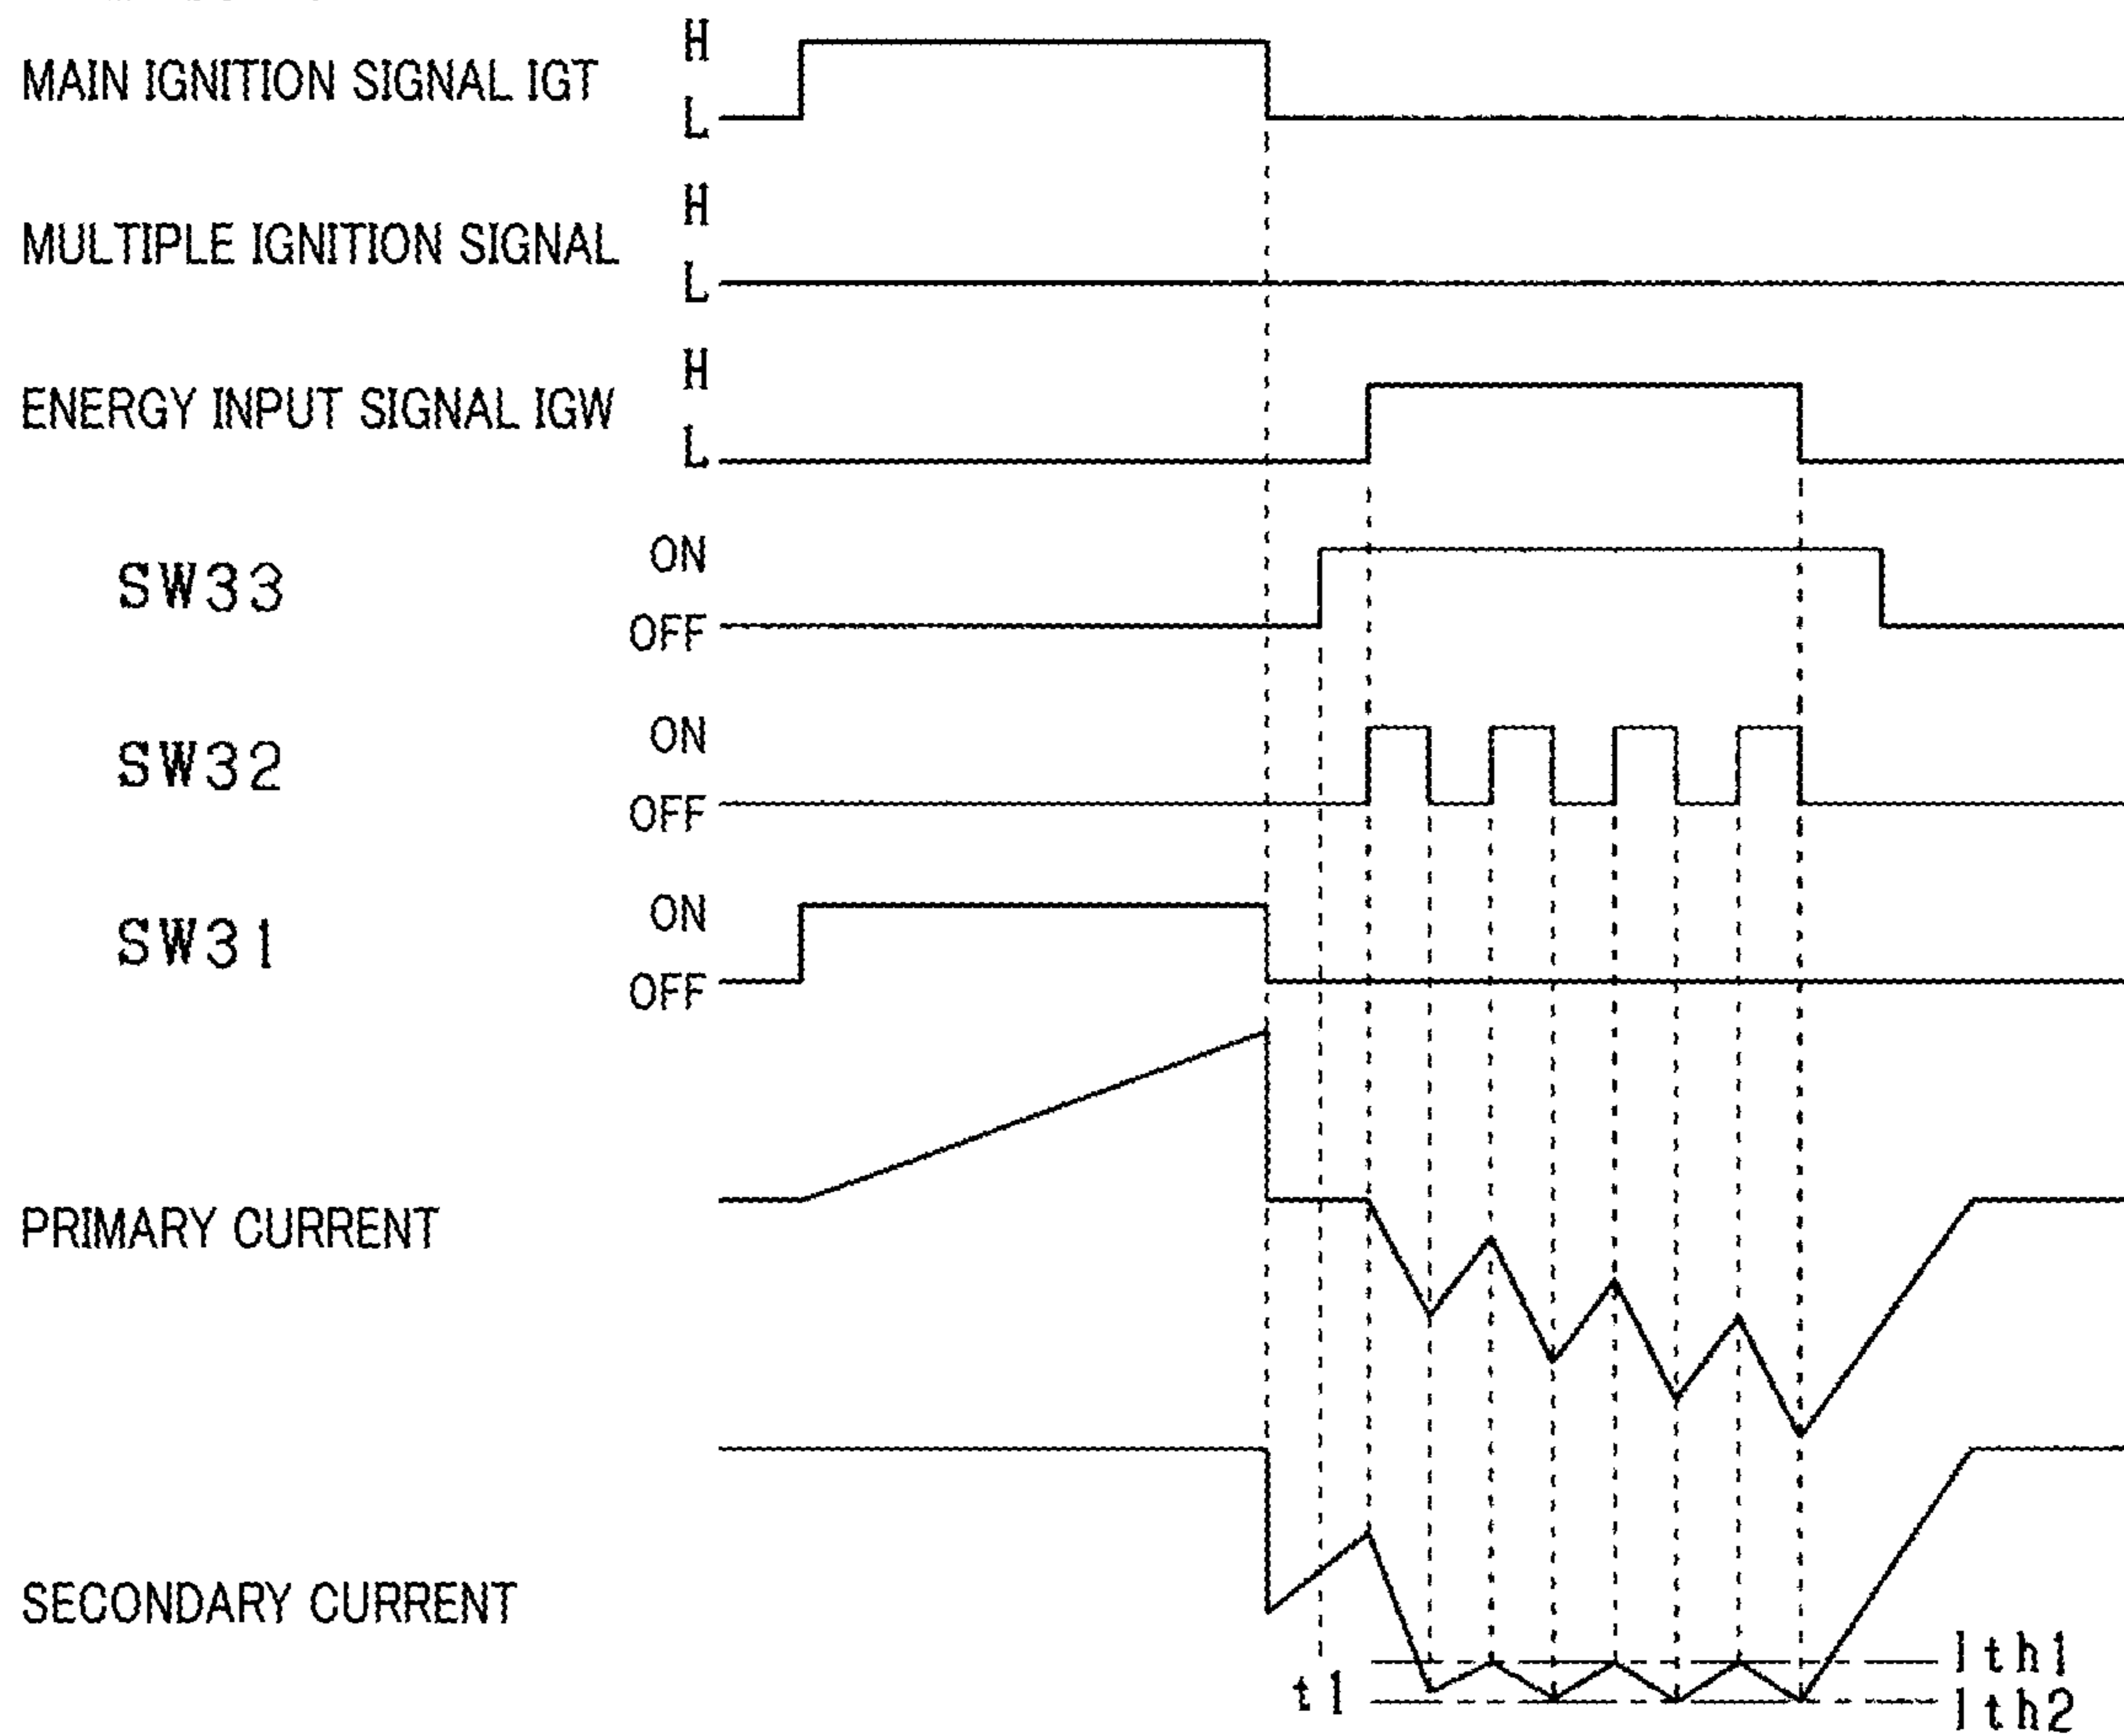 H
MAIN IGNITION SIGNAL IGT
L
H
MULTIPLE IGNITION SIGNAL
L
H
ENERGY INPUT SIGNAL IGW
L
ON
SW33
OFF
ON
SW32
OFF
ON
SW31
OFF
PRIMARY CURRENT
SECONDARY CURRENT
Ith1
t1
Ith2